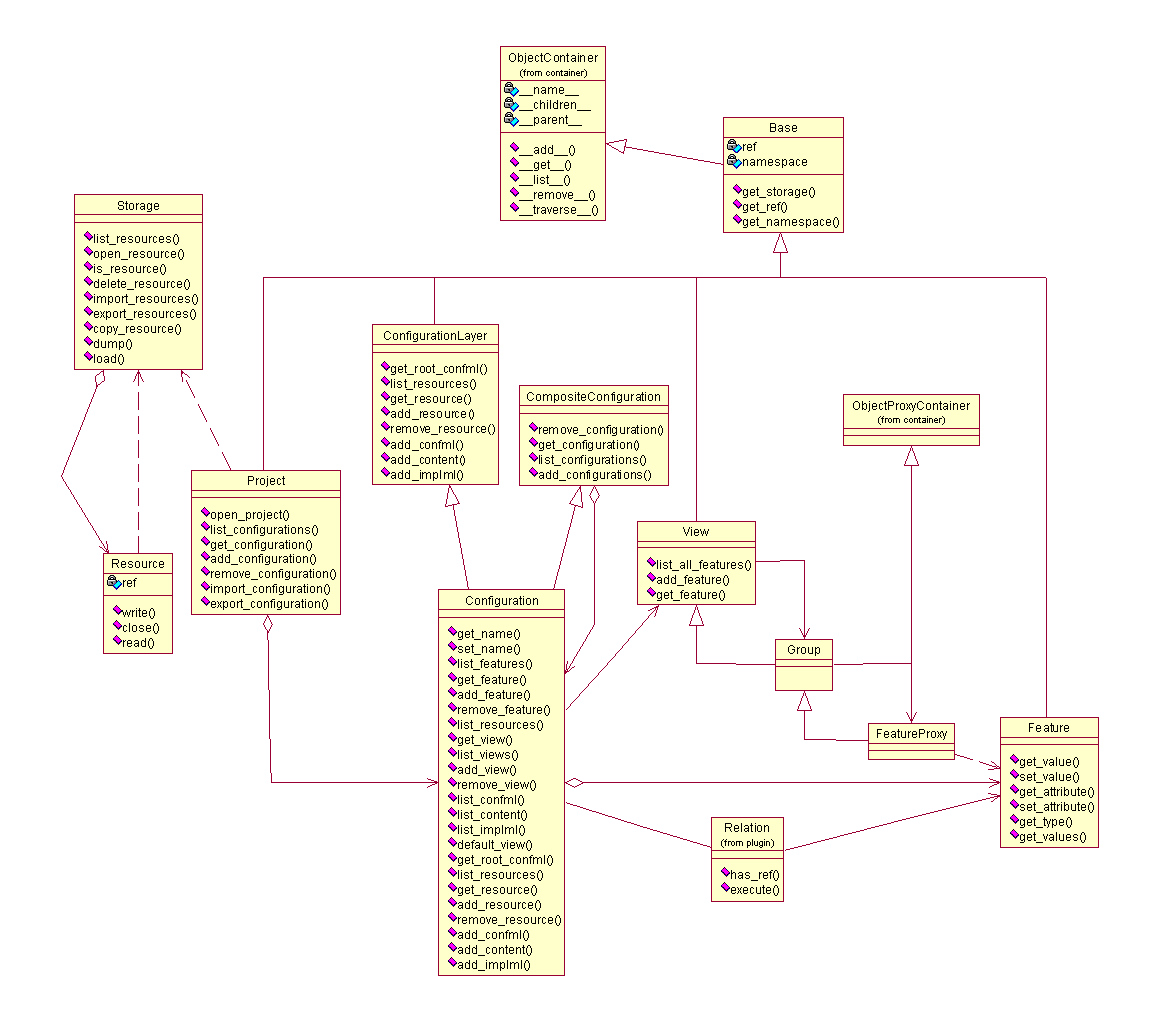 ObjectContainer
(from container)
__name__
__children__
__parent__
__add__()
__get__()
__list__()
__remove__()
__traverse__()
Base
ref
namespace
get_storage()
get_ref()
get_namespace()
Storage
list_resources()
open_resource()
is_resource()
delete_resource()
import_resources()
export_resources()
copy_resource()
dump()
load()
ConfigurationLayer
get_root_confml()
list_resources()
get_resource()
add_resource()
remove_resource()
add_confml()
add_content()
add_implml()
CompositeConfiguration
remove_configuration()
get_configuration()
list_configurations()
add_configurations()
ObjectProxyContainer
(from container)
Project
open_project()
list_configurations()
get_configuration()
add_configuration()
remove_configuration()
import_configuration()
export_configuration()
Resource
ref
write()
close()
read()
View
list_all_features()
add_feature()
get_feature()
Configuration
get_name()
set_name()
list_features()
get_feature()
add_feature()
remove_feature()
list_resources()
get_view()
list_views()
add_view()
remove_view()
list_confml()
list_content()
list_implml()
default_view()
get_root_confml()
list_resources()
get_resource()
add_resource()
remove_resource()
add_confml()
add_content()
add_implml()
Group
FeatureProxy
Feature
get_value()
set_value()
get_attribute()
set_attribute()
get_type()
get_values()
Relation
(from plugin)
has_ref()
execute()